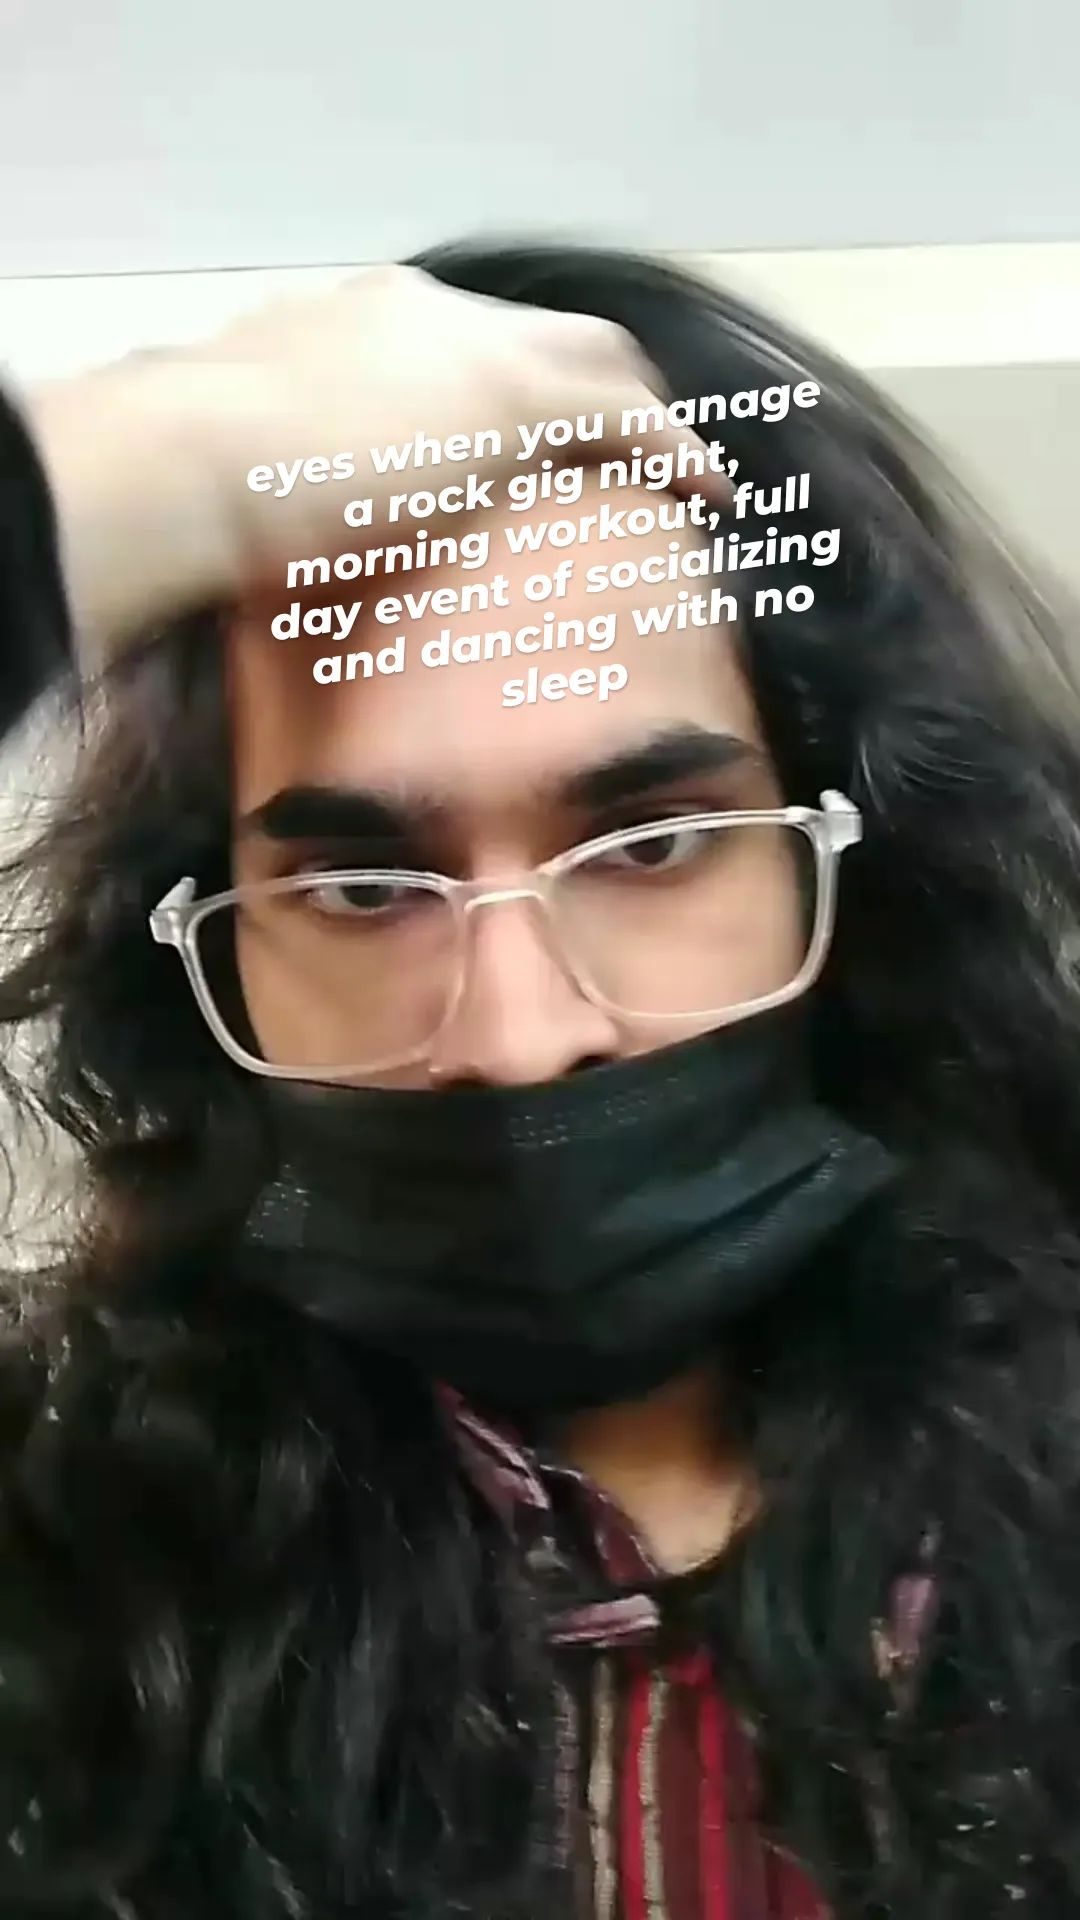 eyes when you manage
a rock gig night,
morning workout, full
day event of socializing
and dancing with no
sleep